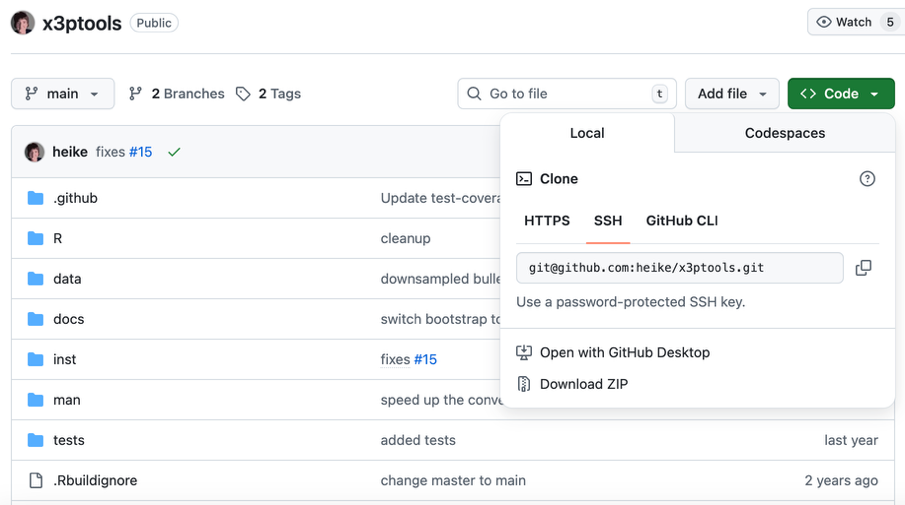 x3ptools Public
Watch 5
main 2 Branches 2 Tags
Go to file t
Add file
Code
Local Codespaces
heike fixes #15
Clone
HTTPS SSH GitHub CLI
git@github.com:heike/x3ptools.git
Use a password-protected SSH key.
Open with GitHub Desktop
Download ZIP
.github Update test-covera
R cleanup
data downsampled bulle
docs switch bootstrap to
inst fixes #15
man speed up the conve
tests added tests last year
.Rbuildignore change master to main 2 years ago